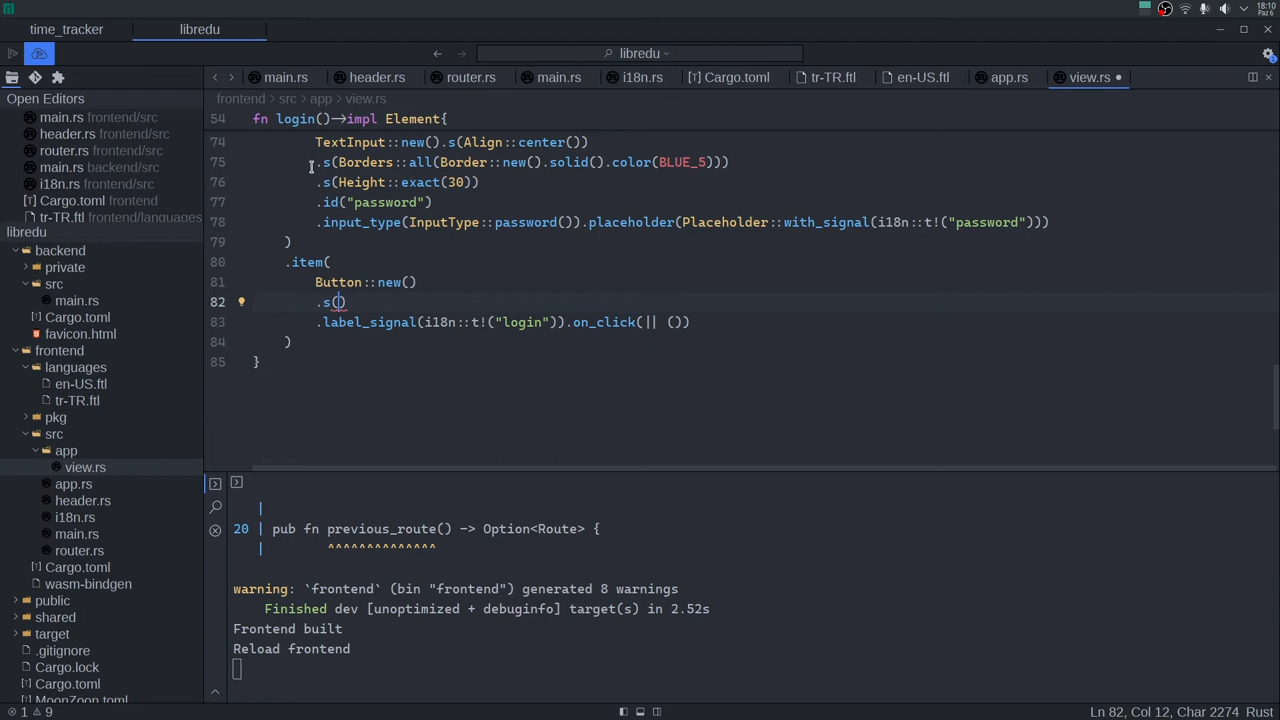 18:10
Paz 6
time_tracker
libredu
libredu
main.rs
header.rs
router.rs
main.rs
i18n.rs
Cargo.toml
tr-TR.ftl
en-US.ftl
app.rs
view.rs
Open Editors
main.rs frontend/src
header.rs frontend/src
router.rs frontend/src
main.rs backend/src
i18n.rs frontend/src
Cargo.toml frontend
tr-TR.ftl frontend/languages
libredu
backend
private
src
main.rs
Cargo.toml
favicon.html
frontend
languages
en-US.ftl
tr-TR.ftl
pkg
src
app
view.rs
app.rs
header.rs
i18n.rs
main.rs
router.rs
Cargo.toml
wasm-bindgen
public
shared
target
.gitignore
Cargo.lock
Cargo.toml
MoonZoon.toml
frontend > src > app > view.rs
54 fn login()->impl Element{
74 TextInput::new().s(Align::center())
75 .s(Borders::all(Border::new().solid().color(BLUE_5)))
76 .s(Height::exact(30))
77 .id("password")
78 .input_type(InputType::password()).placeholder(Placeholder::with_signal(i18n::t!("password")))
79 )
80 .item(
81 Button::new()
82 .s()
83 .label_signal(i18n::t!("login")).on_click(|| ())
84 )
85 }
|
20 | pub fn previous_route() -> Option<Route> {
| ^^^^^^^^^^^^^^
warning: `frontend` (bin "frontend") generated 8 warnings
Finished dev [unoptimized + debuginfo] target(s) in 2.52s
Frontend built
Reload frontend
1 9
Ln 82, Col 12, Char 2274 Rust